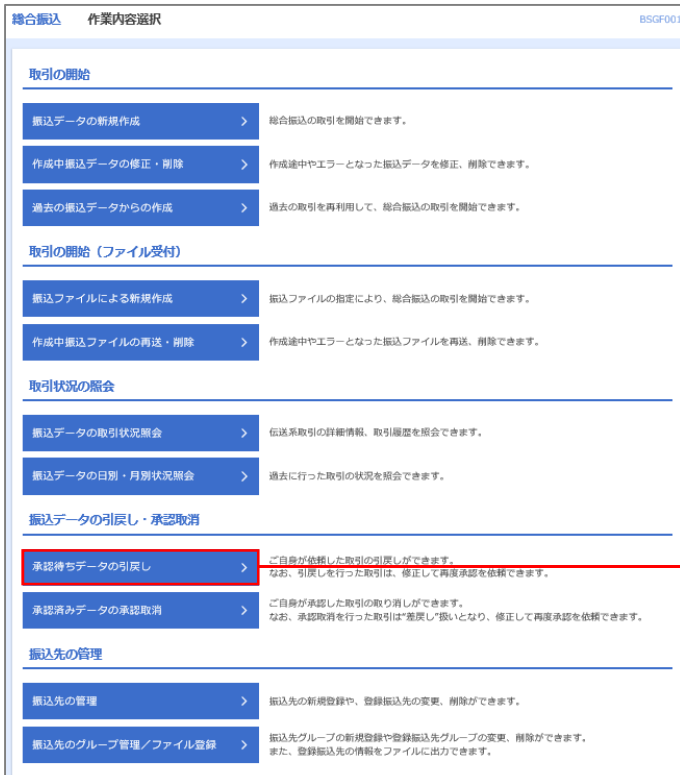 総合振込 作業内容選択 BSGF001
取引の開始
振込データの新規作成 総合振込の取引を開始できます。
作成中振込データの修正・削除 作成途中やエラーとなった振込データを修正、削除できます。
過去の振込データからの作成 過去の取引を再利用して、総合振込の取引を開始できます。
取引の開始（ファイル受付）
振込ファイルによる新規作成 振込ファイルの指定により、総合振込の取引を開始できます。
作成中振込ファイルの再送・削除 作成途中やエラーとなった振込ファイルを再送、削除できます。
取引状況の照会
振込データの取引状況照会 伝送系取引の詳細情報、取引履歴を照会できます。
振込データの日別・月別状況照会 過去に行った取引の状況を照会できます。
振込データの引戻し・承認取消
承認待ちデータの引戻し ご自身が依頼した取引の引戻しができます。
なお、引戻しを行った取引は、修正して再度承認を依頼できます。
承認済みデータの承認取消 ご自身が承認した取引の取り消しができます。
なお、承認取消を行った取引は“差戻し”扱いとなり、修正して再度承認を依頼できます。
振込先の管理
振込先の管理 振込先の新規登録や、登録振込先の変更、削除ができます。
振込先のグループ管理／ファイル登録 振込先グループの新規登録や登録振込先グループの変更、削除ができます。
また、登録振込先の情報をファイルに出力できます。